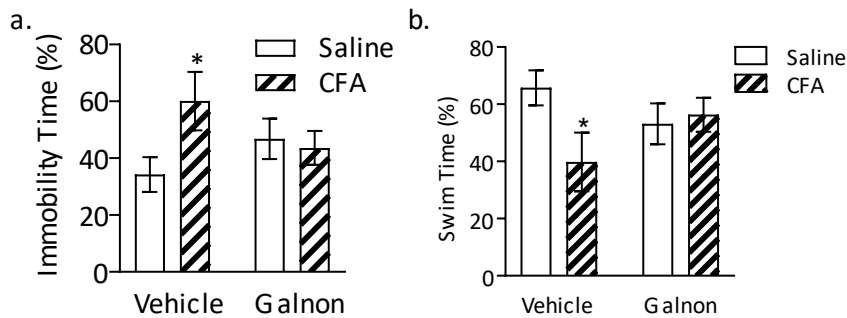 a.
Immobility Time (%)
80
60
40
20
0
*
Saline
CFA
Vehicle
Galnon
b.
Swim Time (%)
80
60
40
20
0
*
Saline
CFA
Vehicle
Galnon